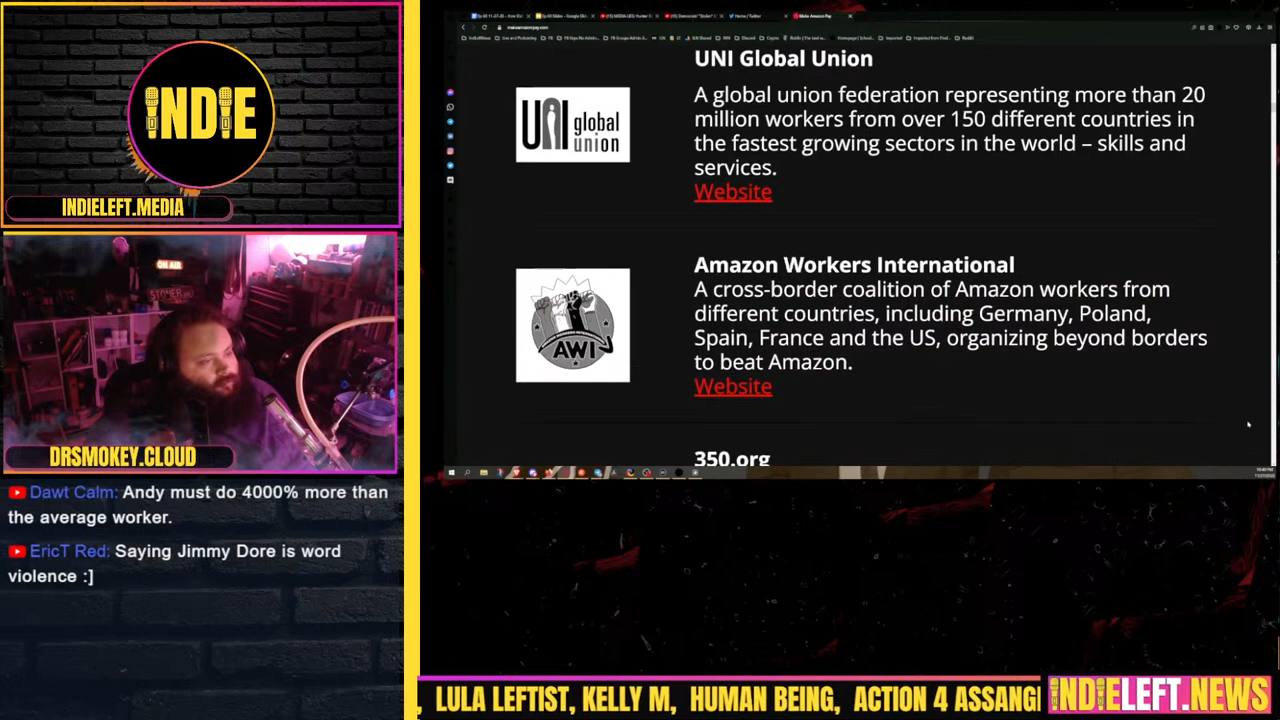 INDIE
INDIELEFT.MEDIA
ON AIR
STONER
DRSMOKEY.CLOUD
Dawt Calm: Andy must do 4000% more than
the average worker.
EricT Red: Saying Jimmy Dore is word
violence :]
makeamazonpay.com
UNI Global Union
UNI global
union
A global union federation representing more than 20
million workers from over 150 different countries in
the fastest growing sectors in the world – skills and
services.
Website
Amazon Workers International
AWI
A cross-border coalition of Amazon workers from
different countries, including Germany, Poland,
Spain, France and the US, organizing beyond borders
to beat Amazon.
Website
350.org
, LULA LEFTIST, KELLY M, HUMAN BEING, ACTION 4 ASSANG
INDIELEFT.NEWS